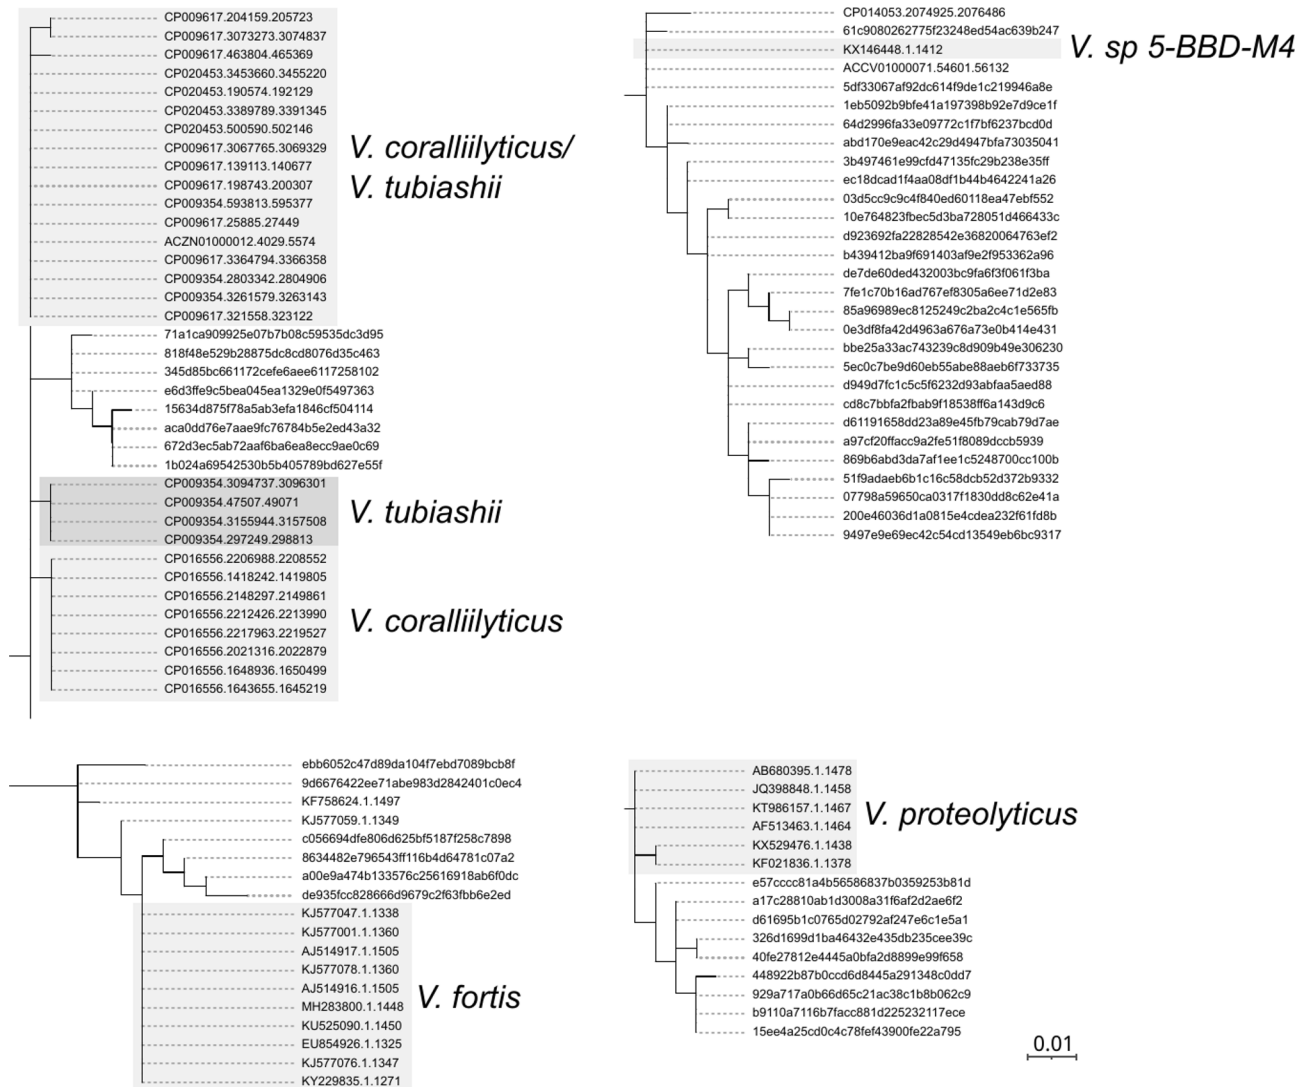 CP009617.204159.205723
CP009617.3073273.3074837
CP009617.463804.465369
CP020453.3453660.3455220
CP020453.190574.192129
CP020453.3389789.3391345
CP020453.500590.502146
CP009617.3067765.3069329
CP009617.139113.140677
CP009617.198743.200307
CP009354.593813.595377
CP009617.25885.27449
ACZN01000012.4029.5574
CP009617.3364794.3366358
CP009354.2803342.2804906
CP009354.3261579.3263143
CP009617.321558.323122
V. coralliilyticus/
V. tubiashii
71a1ca909925e07b7b08c59535dc3d95
818f48e529b28875dc8cd8076d35c463
345d85bc661172cefe6aee6117258102
e6d3ffe9c5bea045ea1329e0f5497363
15634d875f78a5ab3efa1846cf504114
aca0dd76e7aae9fc76784b5e2ed43a32
672d3ec5ab72aaf6ba6ea8ecc9ae0c69
1b024a69542530b5b405789bd627e55f
CP009354.3094737.3096301
CP009354.47507.49071
CP009354.3155944.3157508
CP009354.297249.298813
V. tubiashii
CP016556.2206988.2208552
CP016556.1418242.1419805
CP016556.2148297.2149861
CP016556.2212426.2213990
CP016556.2217963.2219527
CP016556.2021316.2022879
CP016556.1648936.1650499
CP016556.1643655.1645219
V. coralliilyticus
CP014053.2074925.2076486
61c9080262775f23248ed54ac639b247
KX146448.1.1412
V. sp 5-BBD-M4
ACCV01000071.54601.56132
5df33067af92dc614f9de1c219946a8e
1eb5092b9bfe41a197398b92e7d9ce1f
64d2996fa33e09772c1f7bf6237bcd0d
abd170e9eac42c29d4947bfa73035041
3b497461e99cfd47135fc29b238e35ff
ec18dcad1f4aa08df1b44b4642241a26
03d5cc9c9c4f840ed60118ea47ebf552
10e764823fbec5d3ba728051d466433c
d923692fa22828542e36820064763ef2
b439412ba9f691403af9e2f953362a96
de7de60ded432003bc9fa6f3f061f3ba
7fe1c70b16ad767ef8305a6ee71d2e83
85a96989ec8125249c2ba2c4c1e565fb
0e3df8fa42d4963a676a73e0b414e431
bbe25a33ac743239c8d909b49e306230
5ec0c7be9d60eb55abe88aeb6f733735
d949d7fc1c5c5f6232d93abfaa5aed88
cd8c7bbfa2fbab9f18538ff6a143d9c6
d61191658dd23a89e45fb79cab79d7ae
a97cf20ffacc9a2fe51f8089dccb5939
869b6abd3da7af1ee1c5248700cc100b
51f9adaeb6b1c16c58dcb52d372b9332
07798a59650ca0317f1830dd8c62e41a
200e46036d1a0815e4cdea232f61fd8b
9497e9e69ec42c54cd13549eb6bc9317
ebb6052c47d89da104f7ebd7089bcb8f
9d6676422ee71abe983d2842401c0ec4
KF758624.1.1497
KJ577059.1.1349
c056694dfe806d625bf5187f258c7898
8634482e796543ff116b4d64781c07a2
a00e9a474b133576c25616918ab6f0dc
de935fcc828666d9679c2f63fbb6e2ed
KJ577047.1.1338
KJ577001.1.1360
AJ514917.1.1505
KJ577078.1.1360
AJ514916.1.1505
MH283800.1.1448
KU525090.1.1450
EU854926.1.1325
KJ577076.1.1347
KY229835.1.1271
V. fortis
AB680395.1.1478
JQ398848.1.1458
KT986157.1.1467
AF513463.1.1464
KX529476.1.1438
KF021836.1.1378
V. proteolyticus
e57cccc81a4b56586837b0359253b81d
a17c28810ab1d3008a31f6af2d2ae6f2
d61695b1c0765d02792af247e6c1e5a1
326d1699d1ba46432e435db235cee39c
40fe27812e4445a0bfa2d8899e99f658
448922b87b0ccd6d8445a291348c0dd7
929a717a0b66d65c21ac38c1b8b062c9
b9110a7116b7facc881d225232117ece
15ee4a25cd0c4c78fef43900fe22a795
0.01